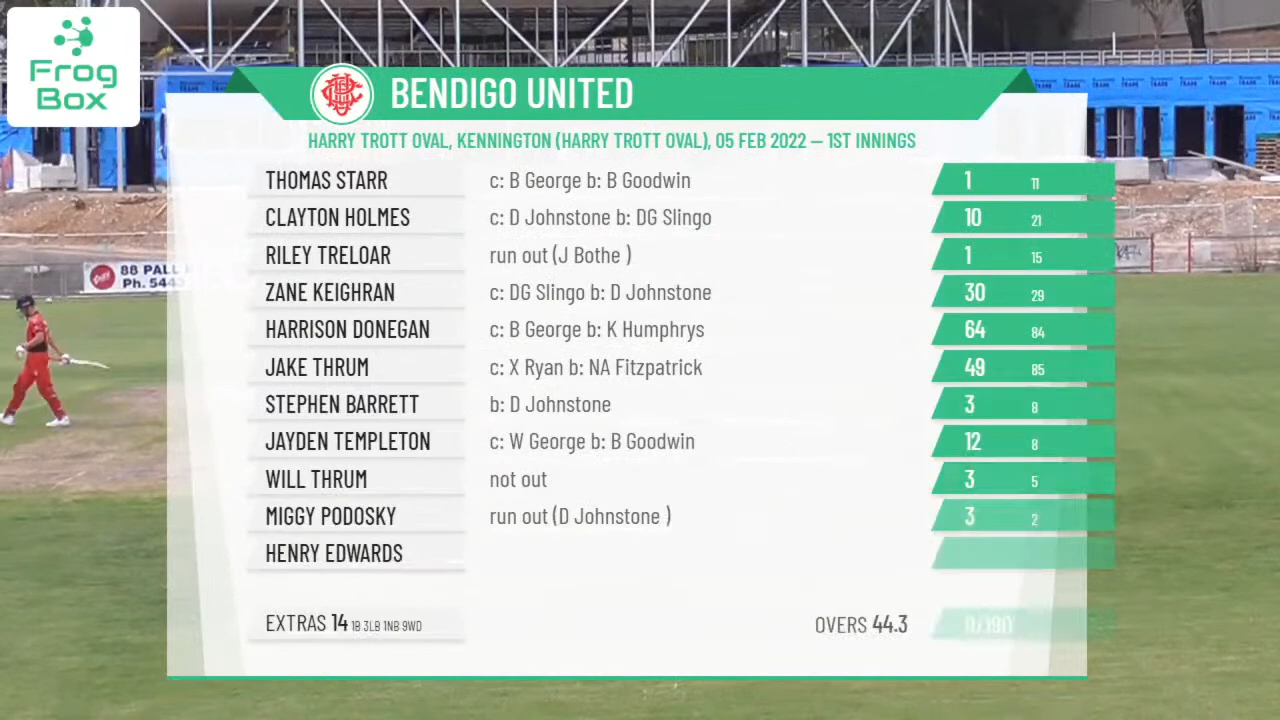 Frog
Box
BENDIGO UNITED
HARRY TROTT OVAL, KENNINGTON (HARRY TROTT OVAL), 05 FEB 2022 – 1ST INNINGS
THOMAS STARR c: B George b: B Goodwin 1 11
CLAYTON HOLMES c: D Johnstone b: DG Slingo 10 21
RILEY TRELOAR run out (J Bothe ) 1 15
88 PALL
Ph. 544
ZANE KEIGHRAN c: DG Slingo b: D Johnstone 30 29
HARRISON DONEGAN c: B George b: K Humphrys 64 84
JAKE THRUM c: X Ryan b: NA Fitzpatrick 49 85
STEPHEN BARRETT b: D Johnstone 3 8
JAYDEN TEMPLETON c: W George b: B Goodwin 12 8
WILL THRUM not out 3 5
MIGGY PODOSKY run out (D Johnstone ) 3 2
HENRY EDWARDS
EXTRAS 14 1B 3LB 1NB 9WD OVERS 44.3